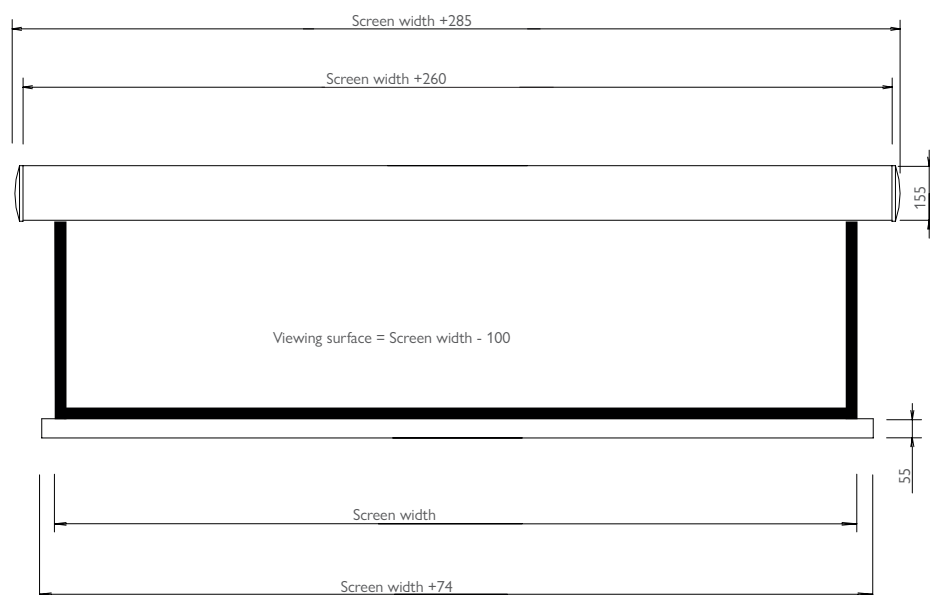 Screen width +285
Screen width +260
155
Viewing surface = Screen width - 100
55
Screen width
Screen width +74